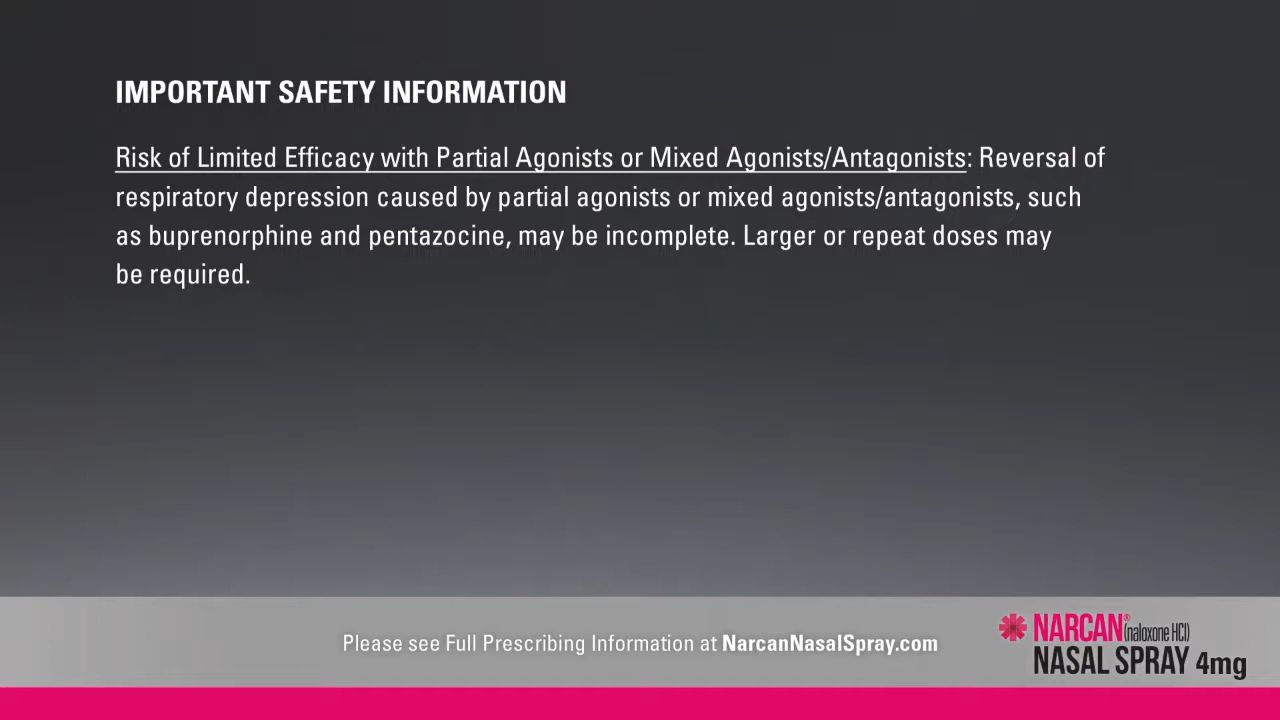 IMPORTANT SAFETY INFORMATION
Risk of Limited Efficacy with Partial Agonists or Mixed Agonists/Antagonists: Reversal of
respiratory depression caused by partial agonists or mixed agonists/antagonists, such
as buprenorphine and pentazocine, may be incomplete. Larger or repeat doses may
be required.
Please see Full Prescribing Information at NarcanNasalSpray.com
NARCAN® (naloxone HCl)
NASAL SPRAY 4mg